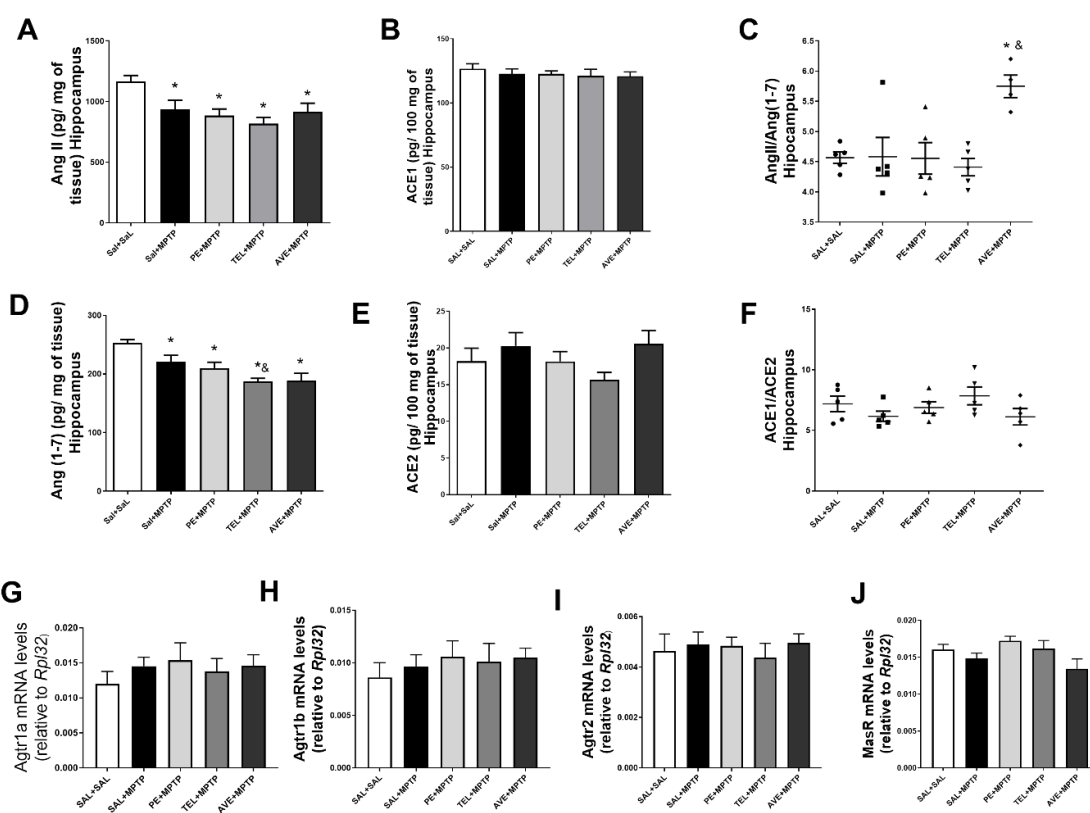 A
Ang II (pg/ mg of
tissue) Hippocampus
1500
1000
500
0
* * * *
Sal+SaL
Sal+MPTP
PE+MPTP
TEL+MPTP
AVE+MPTP
B
ACE1 (pg/ 100 mg of
tissue) Hippocampus
150
100
50
0
SAL+SAL
SAL+MPTP
PE+MPTP
TEL+MPTP
AVE+MPTP
C
AngII/Ang(1-7)
Hipocampus
6.5
6.0
5.5
5.0
4.5
4.0
3.5
* &
SAL+SAL
SAL+MPTP
PE+MPTP
TEL+MPTP
AVE+MPTP
D
Ang (1-7) (pg/ mg of tissue)
Hippocampus
300
200
100
0
* * *& *
Sal+SaL
Sal+MPTP
PE+MPTP
TEL+MPTP
AVE+MPTP
E
ACE2 (pg/ 100 mg of tissue)
Hippocampus
25
20
15
10
5
0
Sal+SaL
Sal+MPTP
PE+MPTP
TEL+MPTP
AVE+MPTP
F
ACE1/ACE2
Hippocampus
15
10
5
0
SAL+SAL
SAL+MPTP
PE+MPTP
TEL+MPTP
AVE+MPTP
G
Agtr1a mRNA levels
(relative to Rpl32)
0.020
0.015
0.010
0.005
0.000
SAL+SAL
SAL+MPTP
PE+MPTP
TEL+MPTP
AVE+MPTP
H
Agtr1b mRNA levels
(relative to Rpl32)
0.015
0.010
0.005
0.000
SAL+SAL
SAL+MPTP
PE+MPTP
TEL+MPTP
AVE+MPTP
I
Agtr2 mRNA levels
(relative to Rpl32)
0.006
0.004
0.002
0.000
SAL+SAL
SAL+MPTP
PE+MPTP
TEL+MPTP
AVE+MPTP
J
MasR mRNA levels
(relative to Rpl32)
0.020
0.015
0.010
0.005
0.000
SAL+SAL
SAL+MPTP
PE+MPTP
TEL+MPTP
AVE+MPTP